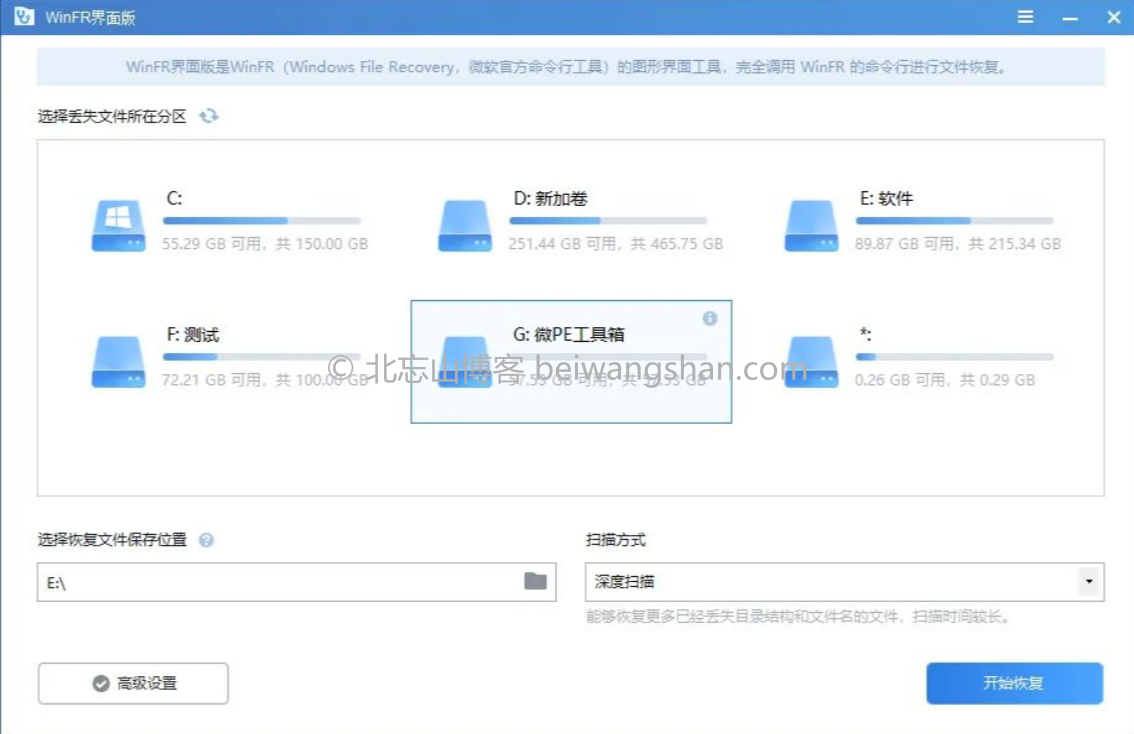 WinFR界面版
WinFR界面版是WinFR（Windows File Recovery，微软官方命令行工具）的图形界面工具，完全调用 WinFR 的命令行进行文件恢复。
选择丢失文件所在分区
C:
55.29 GB 可用，共 150.00 GB
D: 新加卷
251.44 GB 可用，共 465.75 GB
E: 软件
89.87 GB 可用，共 215.34 GB
F: 测试
72.21 GB 可用，共 100.00 GB
G: 微PE工具箱
GB 可用，共 GB
*:
0.26 GB 可用，共 0.29 GB
© 北忘山博客 beiwangshan.com
选择恢复文件保存位置
E:\
扫描方式
深度扫描
能够恢复更多已经丢失目录结构和文件名的文件，扫描时间较长。
高级设置
开始恢复